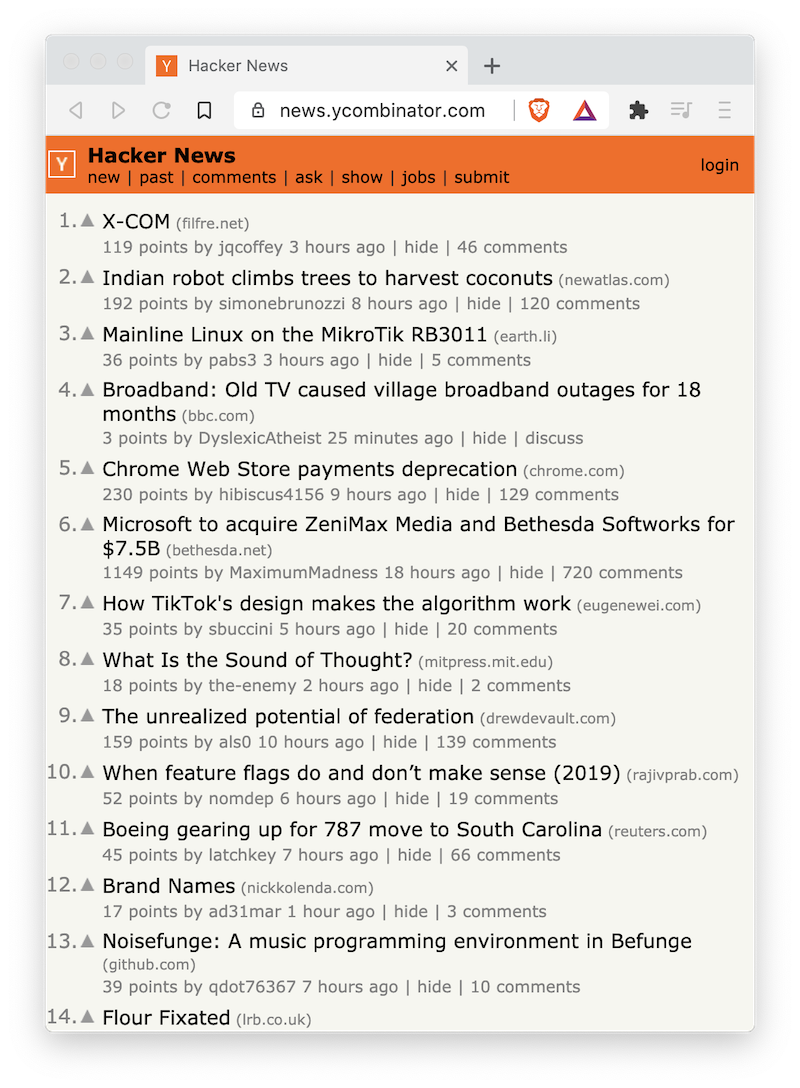 Y Hacker News
news.ycombinator.com
Y Hacker News
new | past | comments | ask | show | jobs | submit
login
1. X-COM (filfre.net)
119 points by jqcoffey 3 hours ago | hide | 46 comments
2. Indian robot climbs trees to harvest coconuts (newatlas.com)
192 points by simonebrunozzi 8 hours ago | hide | 120 comments
3. Mainline Linux on the MikroTik RB3011 (earth.li)
36 points by pabs3 3 hours ago | hide | 5 comments
4. Broadband: Old TV caused village broadband outages for 18
months (bbc.com)
3 points by DyslexicAtheist 25 minutes ago | hide | discuss
5. Chrome Web Store payments deprecation (chrome.com)
230 points by hibiscus4156 9 hours ago | hide | 129 comments
6. Microsoft to acquire ZeniMax Media and Bethesda Softworks for
$7.5B (bethesda.net)
1149 points by MaximumMadness 18 hours ago | hide | 720 comments
7. How TikTok's design makes the algorithm work (eugenewei.com)
35 points by sbuccini 5 hours ago | hide | 20 comments
8. What Is the Sound of Thought? (mitpress.mit.edu)
18 points by the-enemy 2 hours ago | hide | 2 comments
9. The unrealized potential of federation (drewdevault.com)
159 points by als0 10 hours ago | hide | 139 comments
10. When feature flags do and don’t make sense (2019) (rajivprab.com)
52 points by nomdep 6 hours ago | hide | 19 comments
11. Boeing gearing up for 787 move to South Carolina (reuters.com)
45 points by latchkey 7 hours ago | hide | 66 comments
12. Brand Names (nickkolenda.com)
17 points by ad31mar 1 hour ago | hide | 3 comments
13. Noisefunge: A music programming environment in Befunge
(github.com)
39 points by qdot76367 7 hours ago | hide | 10 comments
14. Flour Fixated (lrb.co.uk)